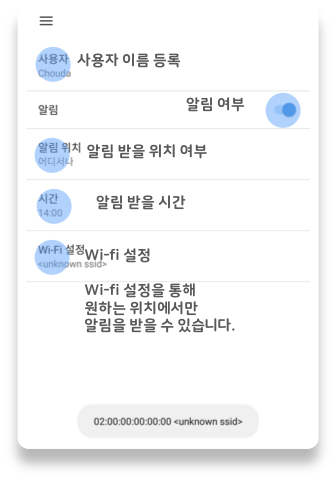 사용자
사용자 이름 등록
Chouda
알림
알림 여부
알림 위치
알림 받을 위치 여부
어디서나
시간
알림 받을 시간
14:00
Wi-Fi 설정
Wi-fi 설정
<unknown ssid>
Wi-fi 설정을 통해
원하는 위치에서만
알림을 받을 수 있습니다.
02:00:00:00:00:00 <unknown ssid>